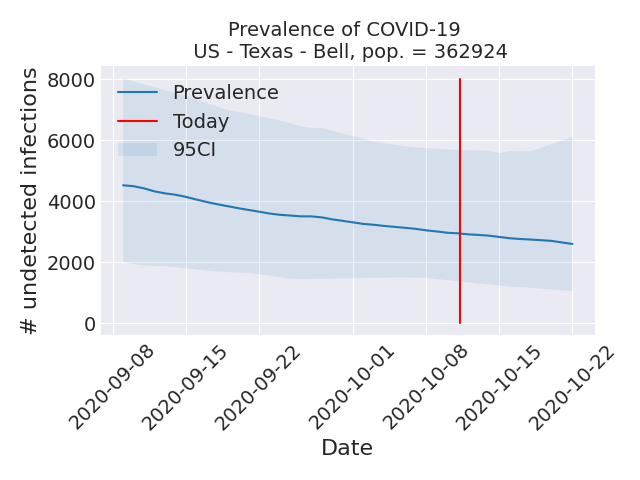 Prevalence of COVID-19
US - Texas - Bell, pop. = 362924
# undetected infections
8000
6000
4000
2000
0
Prevalence
Today
95CI
2020-09-08
2020-09-15
2020-09-22
2020-10-01
2020-10-08
2020-10-15
2020-10-22
Date